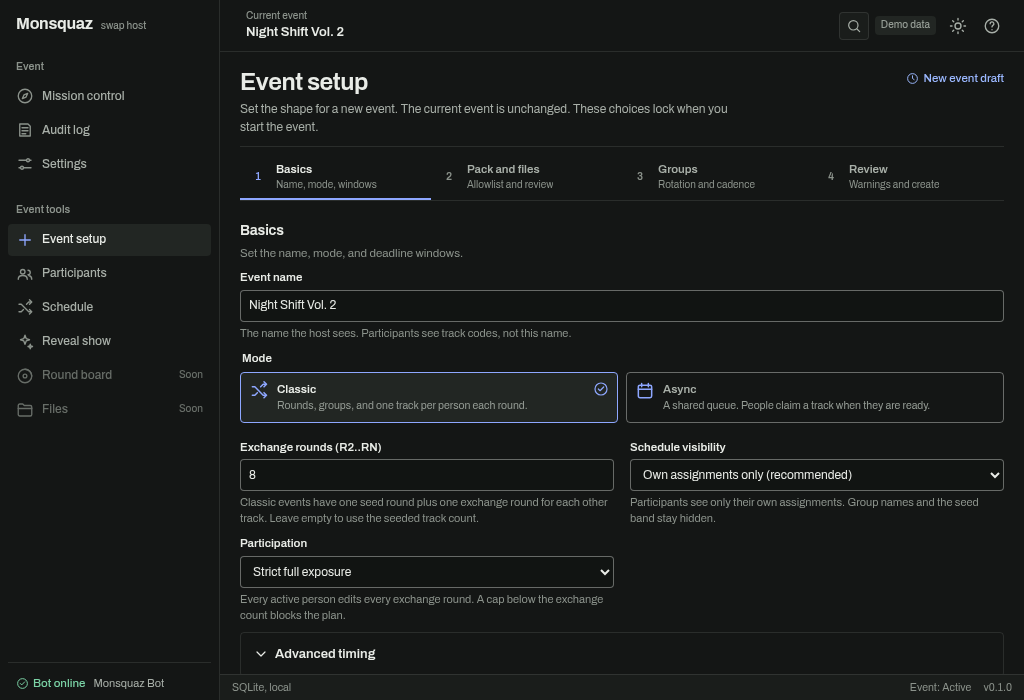 Monsquaz swap host
Event
Mission control
Audit log
Settings
Event tools
Event setup
Participants
Schedule
Reveal show
Round board Soon
Files Soon
Bot online Monsquaz Bot
Current event
Night Shift Vol. 2
Demo data
Event setup
New event draft
Set the shape for a new event. The current event is unchanged. These choices lock when you
start the event.
1 Basics
Name, mode, windows
2 Pack and files
Allowlist and review
3 Groups
Rotation and cadence
4 Review
Warnings and create
Basics
Set the name, mode, and deadline windows.
Event name
Night Shift Vol. 2
The name the host sees. Participants see track codes, not this name.
Mode
Classic
Rounds, groups, and one track per person each round.
Async
A shared queue. People claim a track when they are ready.
Exchange rounds (R2..RN)
8
Classic events have one seed round plus one exchange round for each other
track. Leave empty to use the seeded track count.
Schedule visibility
Own assignments only (recommended)
Participants see only their own assignments. Group names and the seed
band stay hidden.
Participation
Strict full exposure
Every active person edits every exchange round. A cap below the exchange
count blocks the plan.
Advanced timing
SQLite, local
Event: Active v0.1.0